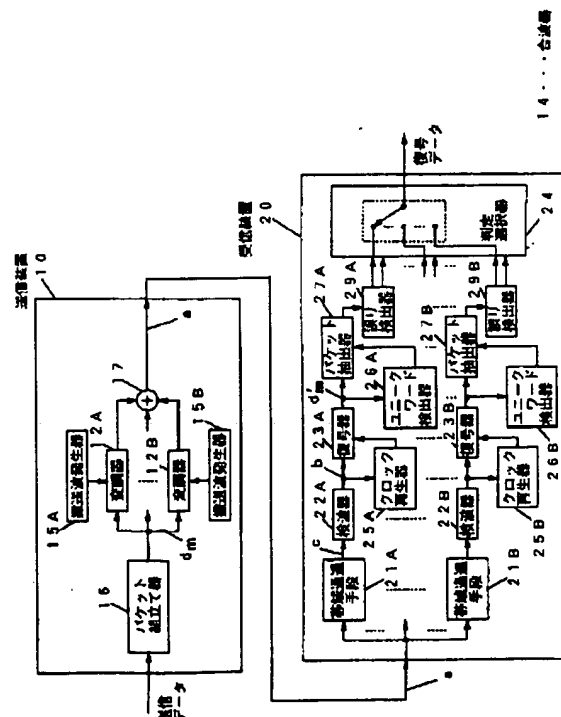 送信装置
10
搬送波発生器
15A
変調器
12A
17
a
12B
変調器
搬送波発生器
15B
dm
16
パケット
組立て器
送信
データ
受信装置
20
復号
データ
判定
選択器
24
27A
パケット
抽出器
29A
誤り
検出器
d'm
26A
ユニーク
ワード
検出器
23A
復号器
b
22A
検波器
25A
クロック
再生器
c
21A
帯域通過
手段
27B
パケット
抽出器
29B
誤り
検出器
26B
ユニーク
ワード
検出器
23B
復号器
22B
検波器
25B
クロック
再生器
21B
帯域通過
手段
a
14・・・合波器